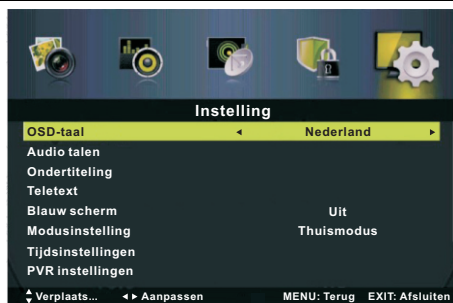 Instelling
OSD-taal Nederland
Audio talen
Ondertiteling
Teletext
Blauw scherm Uit
Modusinstelling Thuismodus
Tijdsinstellingen
PVR instellingen
Verplaats... Aanpassen MENU: Terug EXIT: Afsluiten